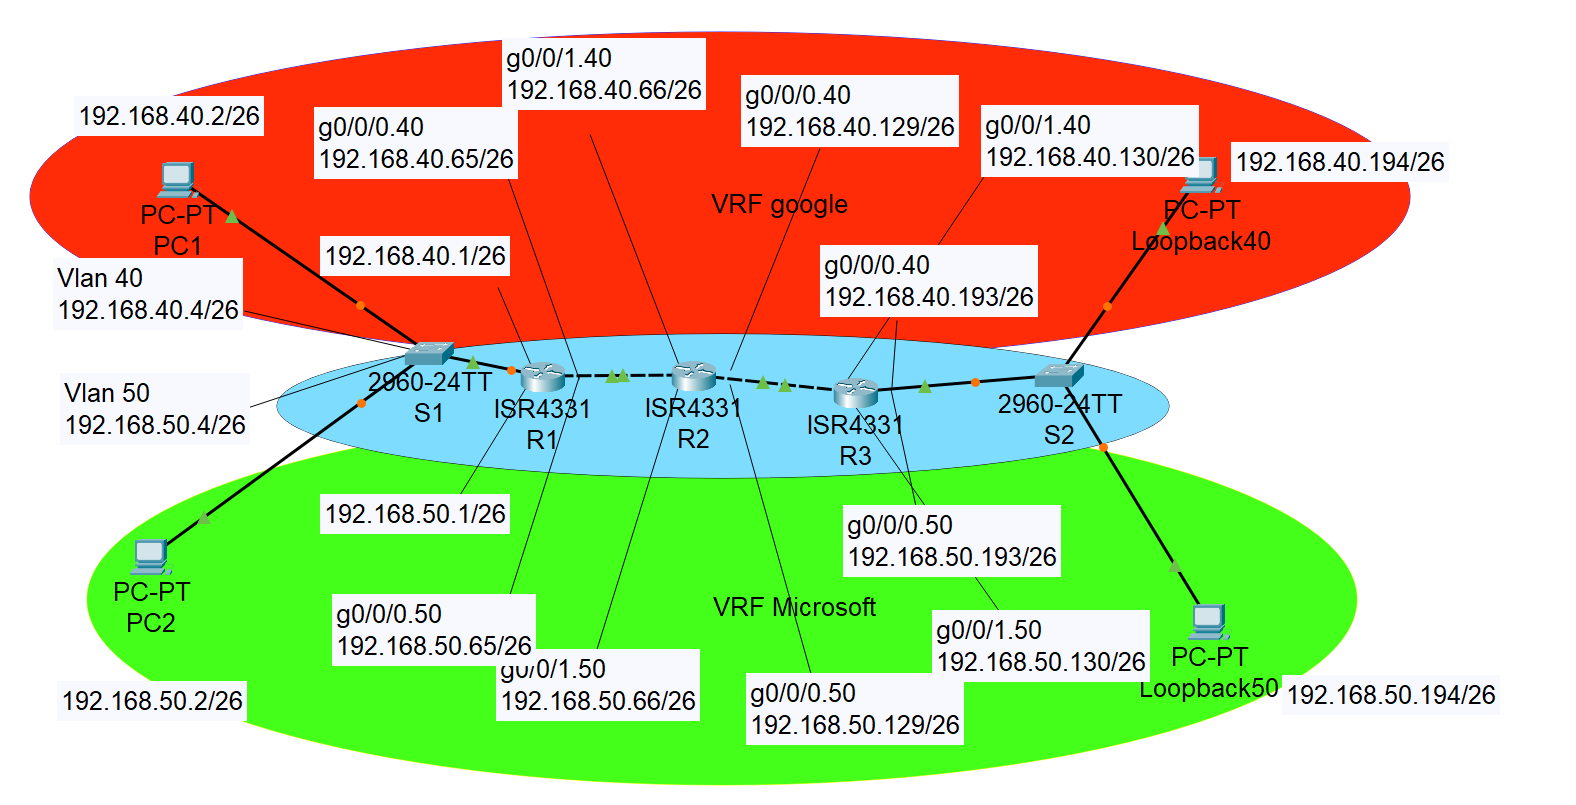 g0/0/1.40
192.168.40.66/26
g0/0/0.40
192.168.40.129/26
192.168.40.2/26
g0/0/0.40
192.168.40.65/26
g0/0/1.40
192.168.40.130/26
192.168.40.194/26
VRF google
PC-PT
PC1
PC-PT
Loopback40
192.168.40.1/26
Vlan 40
192.168.40.4/26
g0/0/0.40
192.168.40.193/26
Vlan 50
192.168.50.4/26
2960-24TT
S1
ISR4331
R1
ISR4331
R2
ISR4331
R3
2960-24TT
S2
192.168.50.1/26
g0/0/0.50
192.168.50.193/26
PC-PT
PC2
VRF Microsoft
g0/0/0.50
192.168.50.65/26
g0/0/1.50
192.168.50.66/26
g0/0/1.50
192.168.50.130/26
PC-PT
Loopback50
192.168.50.2/26
g0/0/0.50
192.168.50.129/26
192.168.50.194/26